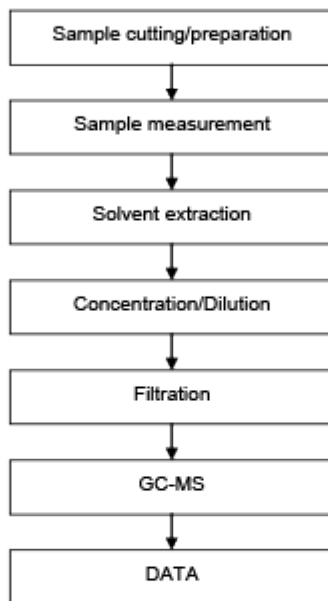 Sample cutting/preparation
Sample measurement
Solvent extraction
Concentration/Dilution
Filtration
GC-MS
DATA